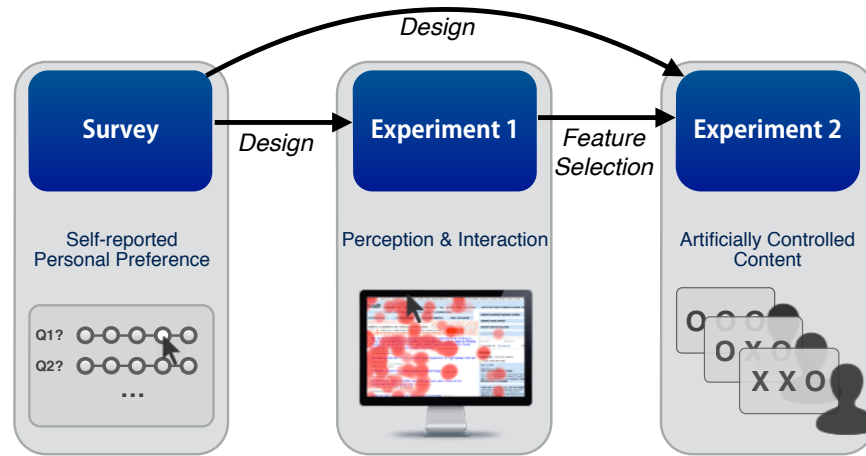 Design
Survey
Design
Experiment 1
Feature
Selection
Experiment 2
Self-reported
Personal Preference
Perception & Interaction
Artificially Controlled
Content
Q1?
Q2?
...
O O O
O X O
X X O